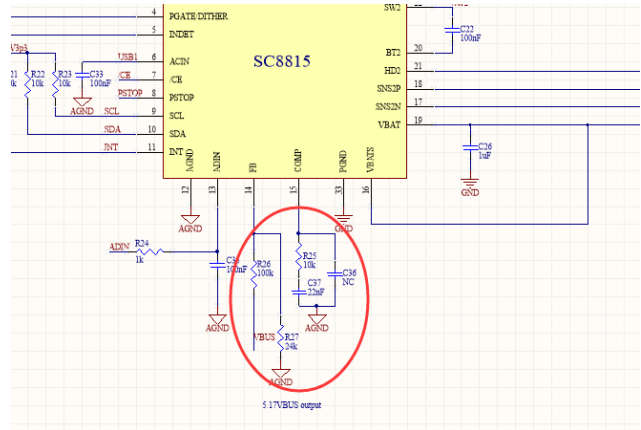 SW2
4
PGATE/DITHER
5
INDET
C22
100nF
SC8815
BT2
20
V3p3
USB1
6
ACIN
HD2
21
R22
10k
R23
10k
C33
100nF
/CE
7
/CE
SNS2P
18
PSTOP
8
PSTOP
AGND
SCL
9
SCL
SNS2N
17
SDA
10
SDA
VBAT
19
INT
11
INT
C26
1uF
AGND
ADIN
FB
COMP
PGND
VBATS
12
13
14
15
33
16
GND
AGND
GND
ADIN
R24
1k
100nF
R26
100k
R25
10k
C36
NC
C37
22nF
AGND
AGND
VBUS
R27
24k
AGND
5.17VBUS output